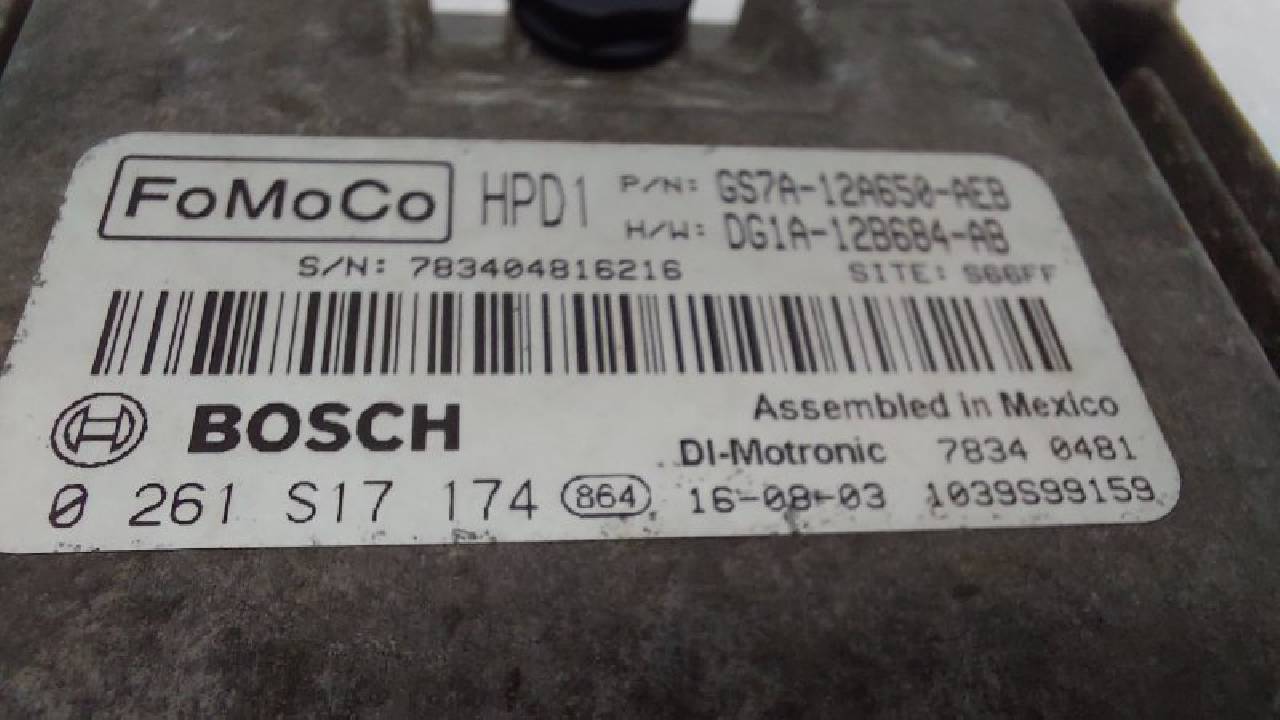 FoMoCo HPD1 P/N: GS7A-12A650-AEB
H/W: DG1A-12B684-AB
S/N: 783404816216 SITE: S66FF
BOSCH Assembled in Mexico
DI-Motronic 7834 0481
0 261 S17 174 864 16-08-03 1039S99159